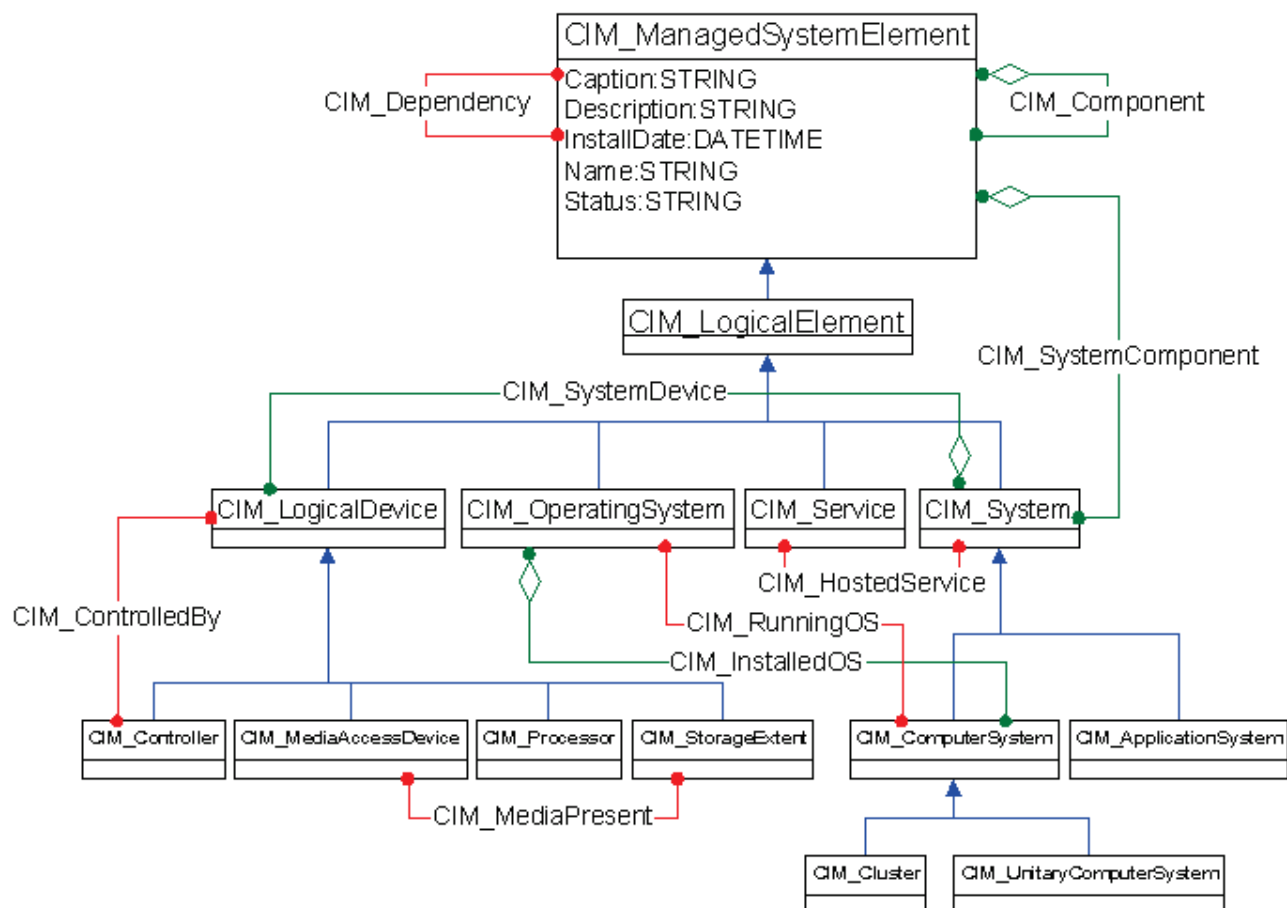 CIM_ManagedSystemElement
Caption:STRING
CIM_Dependency
CIM_Component
Description:STRING
InstallDate:DATETIME
Name:STRING
Status:STRING
CIM_LogicalElement
CIM_SystemComponent
CIM_SystemDevice
CIM_LogicalDevice
CIM_OperatingSystem
CIM_Service
CIM_System
CIM_HostedService
CIM_ControlledBy
CIM_RunningOS
CIM_InstalledOS
CIM_Controller
CIM_MediaAccessDevice
CIM_Processor
CIM_StorageExtent
CIM_ComputerSystem
CIM_ApplicationSystem
CIM_MediaPresent
CIM_Cluster
CIM_UnitaryComputerSystem